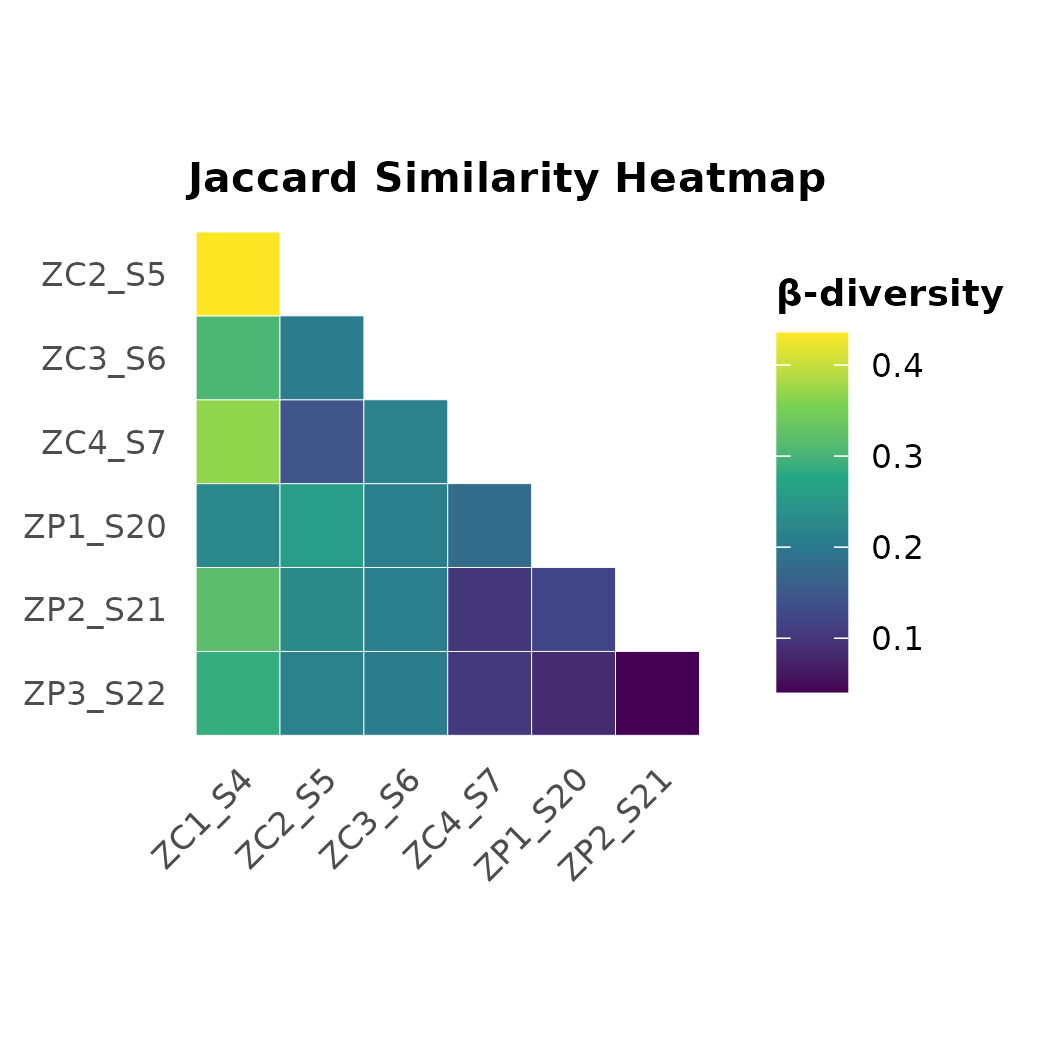 Jaccard Similarity Heatmap
ZC2_S5
ZC3_S6
ZC4_S7
ZP1_S20
ZP2_S21
ZP3_S22
ZC1_S4
ZC2_S5
ZC3_S6
ZC4_S7
ZP1_S20
ZP2_S21
β-diversity
0.4
0.3
0.2
0.1